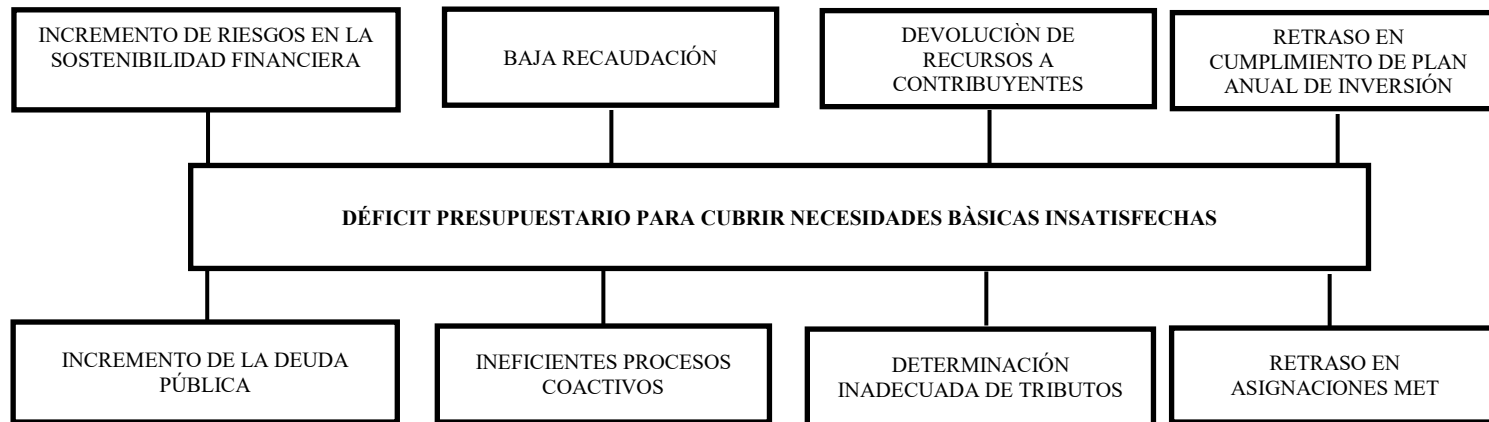 INCREMENTO DE RIESGOS EN LA
SOSTENIBILIDAD FINANCIERA
BAJA RECAUDACIÓN
DEVOLUCIÒN DE
RECURSOS A
CONTRIBUYENTES
RETRASO EN
CUMPLIMIENTO DE PLAN
ANUAL DE INVERSIÓN
DÉFICIT PRESUPUESTARIO PARA CUBRIR NECESIDADES BÀSICAS INSATISFECHAS
INCREMENTO DE LA DEUDA
PÚBLICA
INEFICIENTES PROCESOS
COACTIVOS
DETERMINACIÓN
INADECUADA DE TRIBUTOS
RETRASO EN
ASIGNACIONES MET